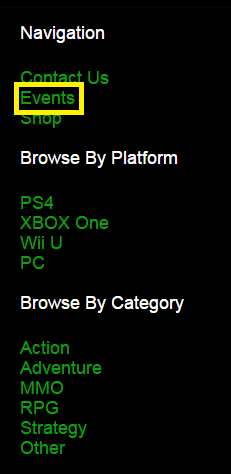 Navigation
Contact Us
Events
Shop
Browse By Platform
PS4
XBOX One
Wii U
PC
Browse By Category
Action
Adventure
MMO
RPG
Strategy
Other